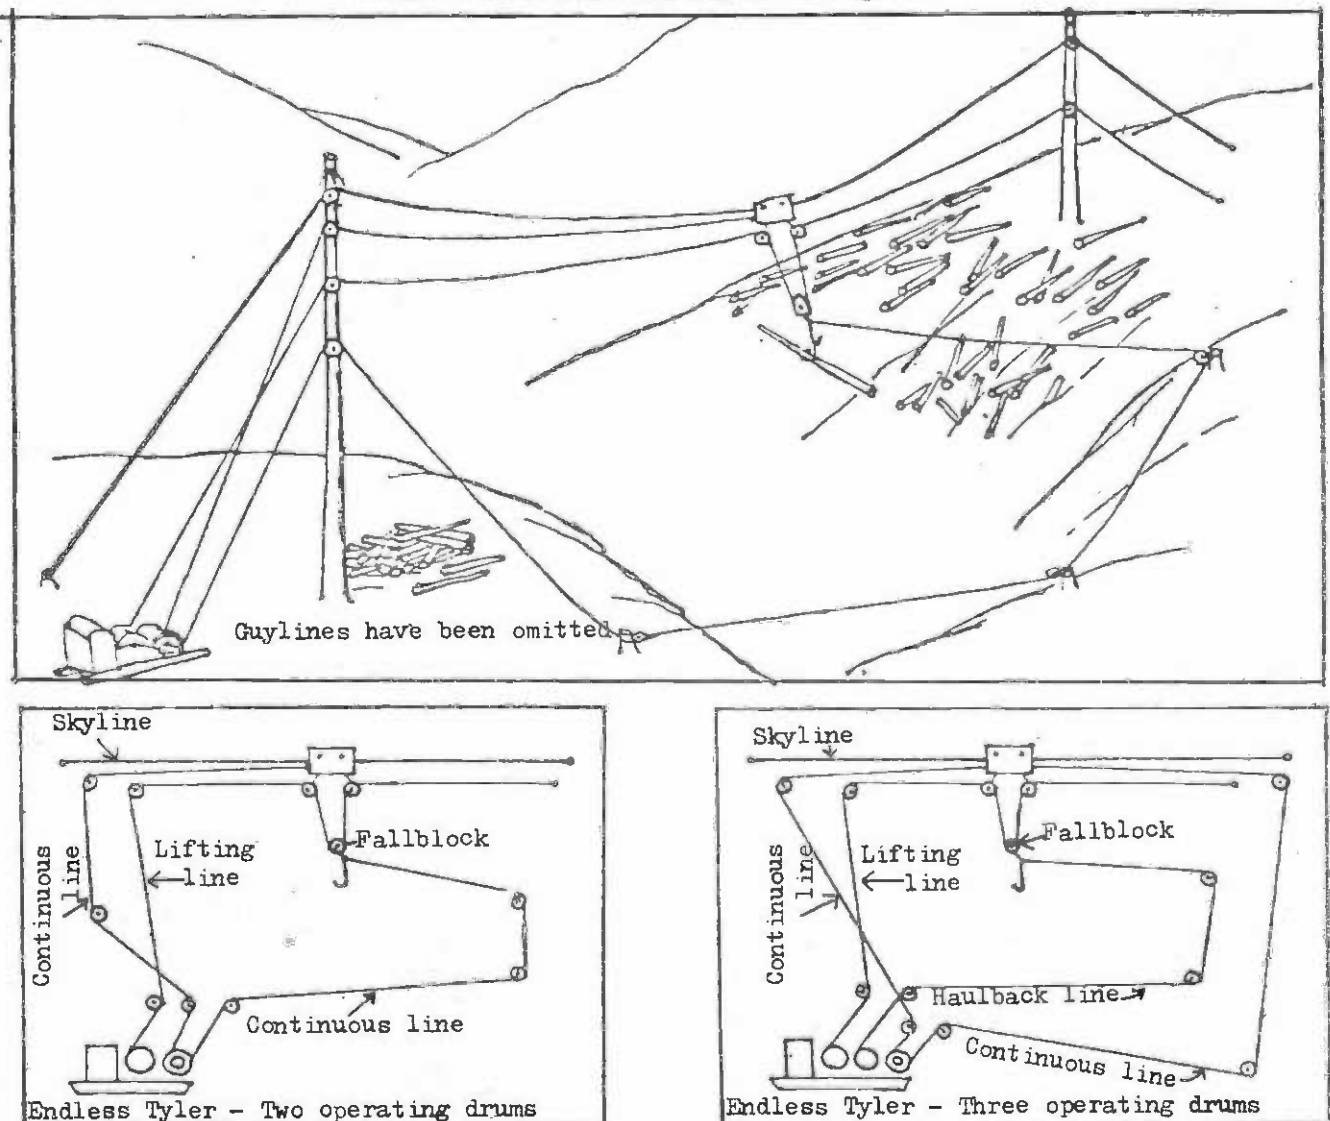 Guylines have been omitted
Skyline
Continuous
line
Lifting
line
Fallblock
Continuous line
Endless Tyler - Two operating drums
Skyline
Continuous
line
Lifting
line
Fallblock
Haulback line
Continuous line
Endless Tyler - Three operating drums